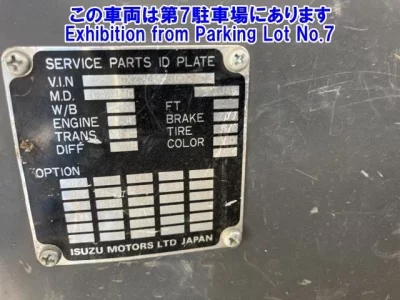 この車両は第7駐車場にあります
Exhibition from Parking Lot No.7
SERVICE PARTS ID PLATE
V.I.N
M.D.
W/B FT
ENGINE BRAKE
TRANS TIRE
DIFF COLOR
OPTION
ISUZU MOTORS LTD JAPAN